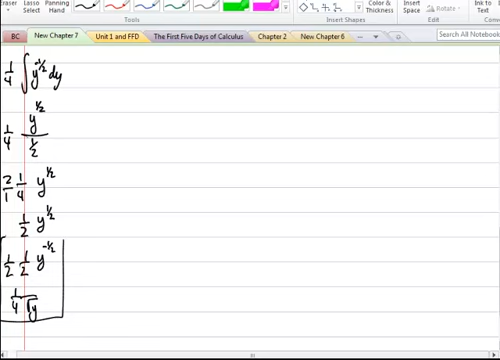 Eraser Lasso Select Panning Hand
Color & Thickness
Insert Space
Rotate
Ink to Text
Tools
Insert Shapes
Edit
BC New Chapter 7 Unit 1 and FFD The First Five Days of Calculus Chapter 2 New Chapter 6
Search All Notebooks
1/4 ∫ y^-1/2 dy
1/4 y^1/2 / 1/2
2/1 1/4 y^1/2
1/2 y^1/2
1/2 1/2 y^-1/2
1/4 1/√y